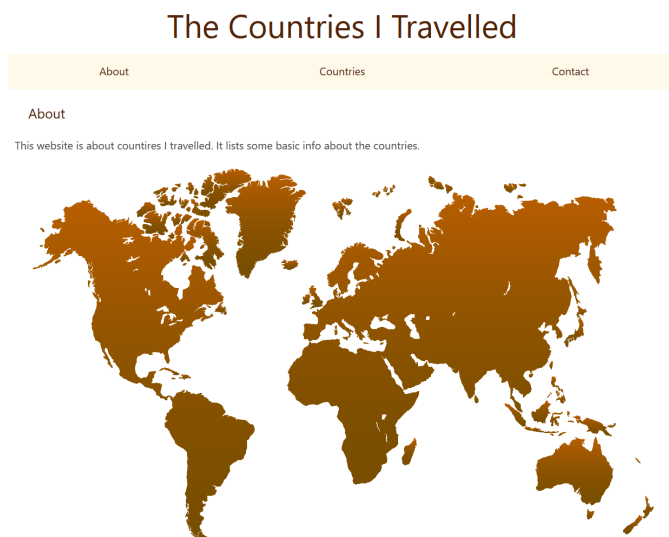 The Countries I Travelled
About Countries Contact
About
This website is about countires I travelled. It lists some basic info about the countries.